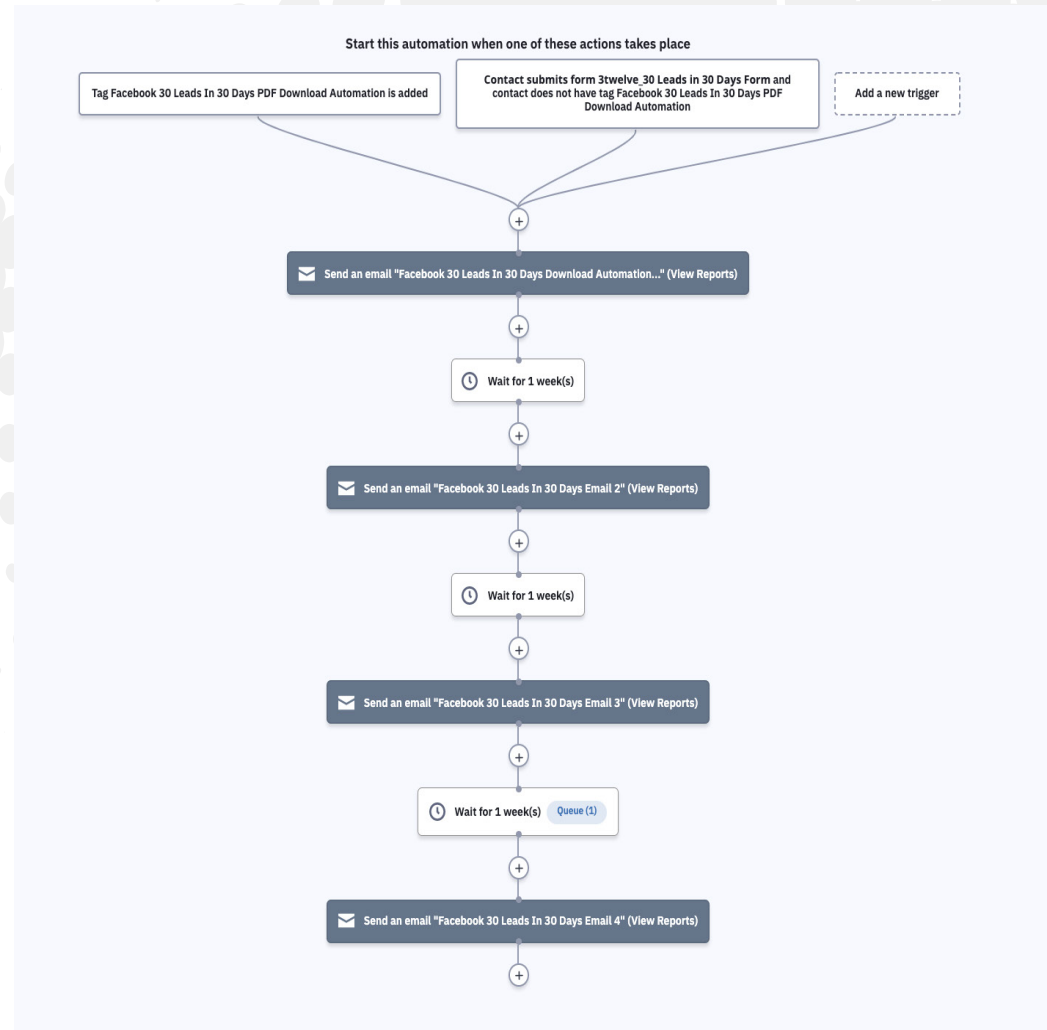 Start this automation when one of these actions takes place
Tag Facebook 30 Leads In 30 Days PDF Download Automation is added
Contact submits form 3twelve_30 Leads in 30 Days Form and
contact does not have tag Facebook 30 Leads In 30 Days PDF
Download Automation
Add a new trigger
+
Send an email "Facebook 30 Leads In 30 Days Download Automation..." (View Reports)
+
Wait for 1 week(s)
+
Send an email "Facebook 30 Leads In 30 Days Email 2" (View Reports)
+
Wait for 1 week(s)
+
Send an email "Facebook 30 Leads In 30 Days Email 3" (View Reports)
+
Wait for 1 week(s) Queue (1)
+
Send an email "Facebook 30 Leads In 30 Days Email 4" (View Reports)
+